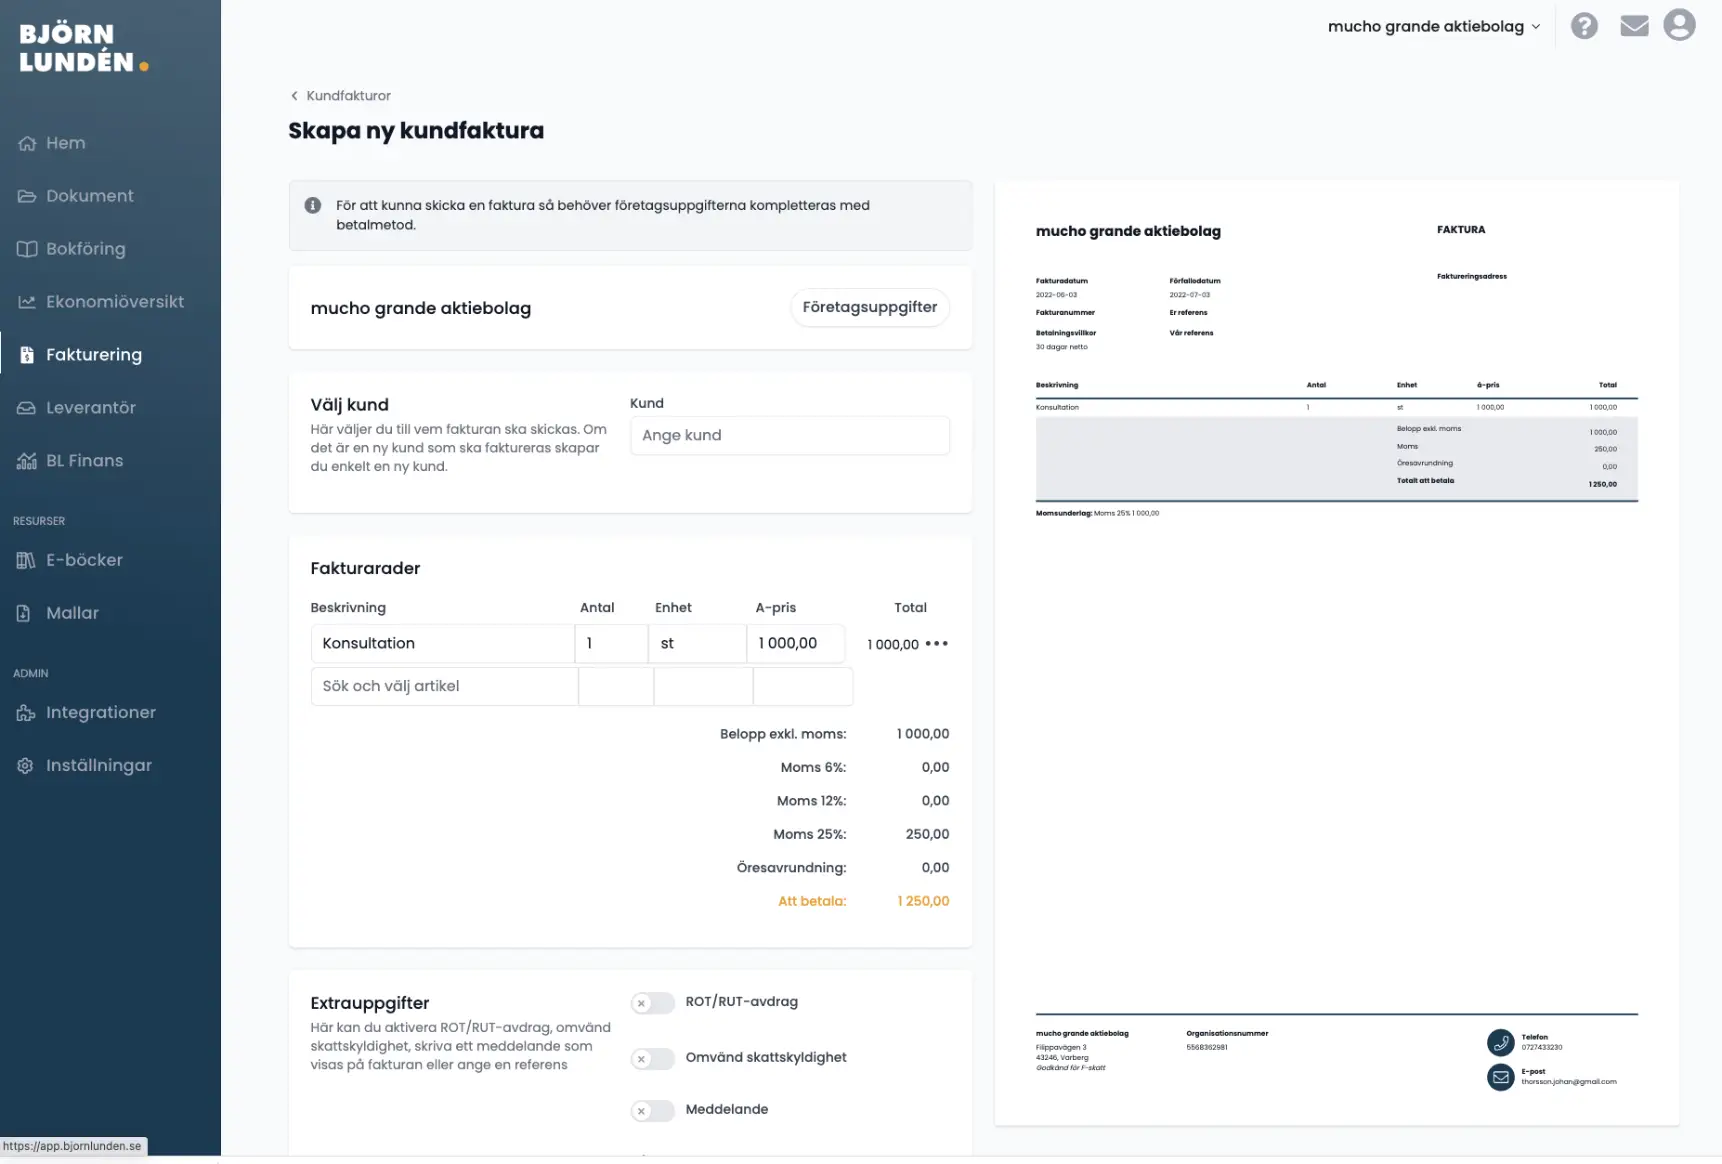 BJÖRN
LUNDÉN.
Hem
Dokument
Bokföring
Ekonomiöversikt
Fakturering
Leverantör
BL Finans
RESURSER
E-böcker
Mallar
ADMIN
Integrationer
Inställningar
https://app.bjornlunden.se
mucho grande aktiebolag
Kundfakturor
Skapa ny kundfaktura
För att kunna skicka en faktura så behöver företagsuppgifterna kompletteras med
betalmetod.
mucho grande aktiebolag
Företagsuppgifter
Välj kund
Här väljer du till vem fakturan ska skickas. Om
det är en ny kund som ska faktureras skapar
du enkelt en ny kund.
Kund
Ange kund
Fakturarader
Beskrivning Antal Enhet A-pris Total
Konsultation 1 st 1 000,00 1 000,00
Sök och välj artikel
Belopp exkl. moms: 1 000,00
Moms 6%: 0,00
Moms 12%: 0,00
Moms 25%: 250,00
Öresavrundning: 0,00
Att betala: 1 250,00
Extrauppgifter
Här kan du aktivera ROT/RUT-avdrag, omvänd
skattskyldighet, skriva ett meddelande som
visas på fakturan eller ange en referens
ROT/RUT-avdrag
Omvänd skattskyldighet
Meddelande
mucho grande aktiebolag FAKTURA
Faktureringsadress
Fakturadatum Förfallodatum
2022-06-03 2022-07-03
Fakturanummer Er referens
Betalningsvillkor Vår referens
30 dagar netto
Beskrivning Antal Enhet á-pris Total
Konsultation 1 st 1 000,00 1 000,00
Belopp exkl. moms 1 000,00
Moms 250,00
Öresavrundning 0,00
Totalt att betala 1 250,00
Momsunderlag: Moms 25% 1 000,00
mucho grande aktiebolag Organisationsnummer
Filippavägen 3 5568362981
43246, Varberg
Godkänd för F-skatt
Telefon
0727433230
E-post
thorsson.johan@gmail.com